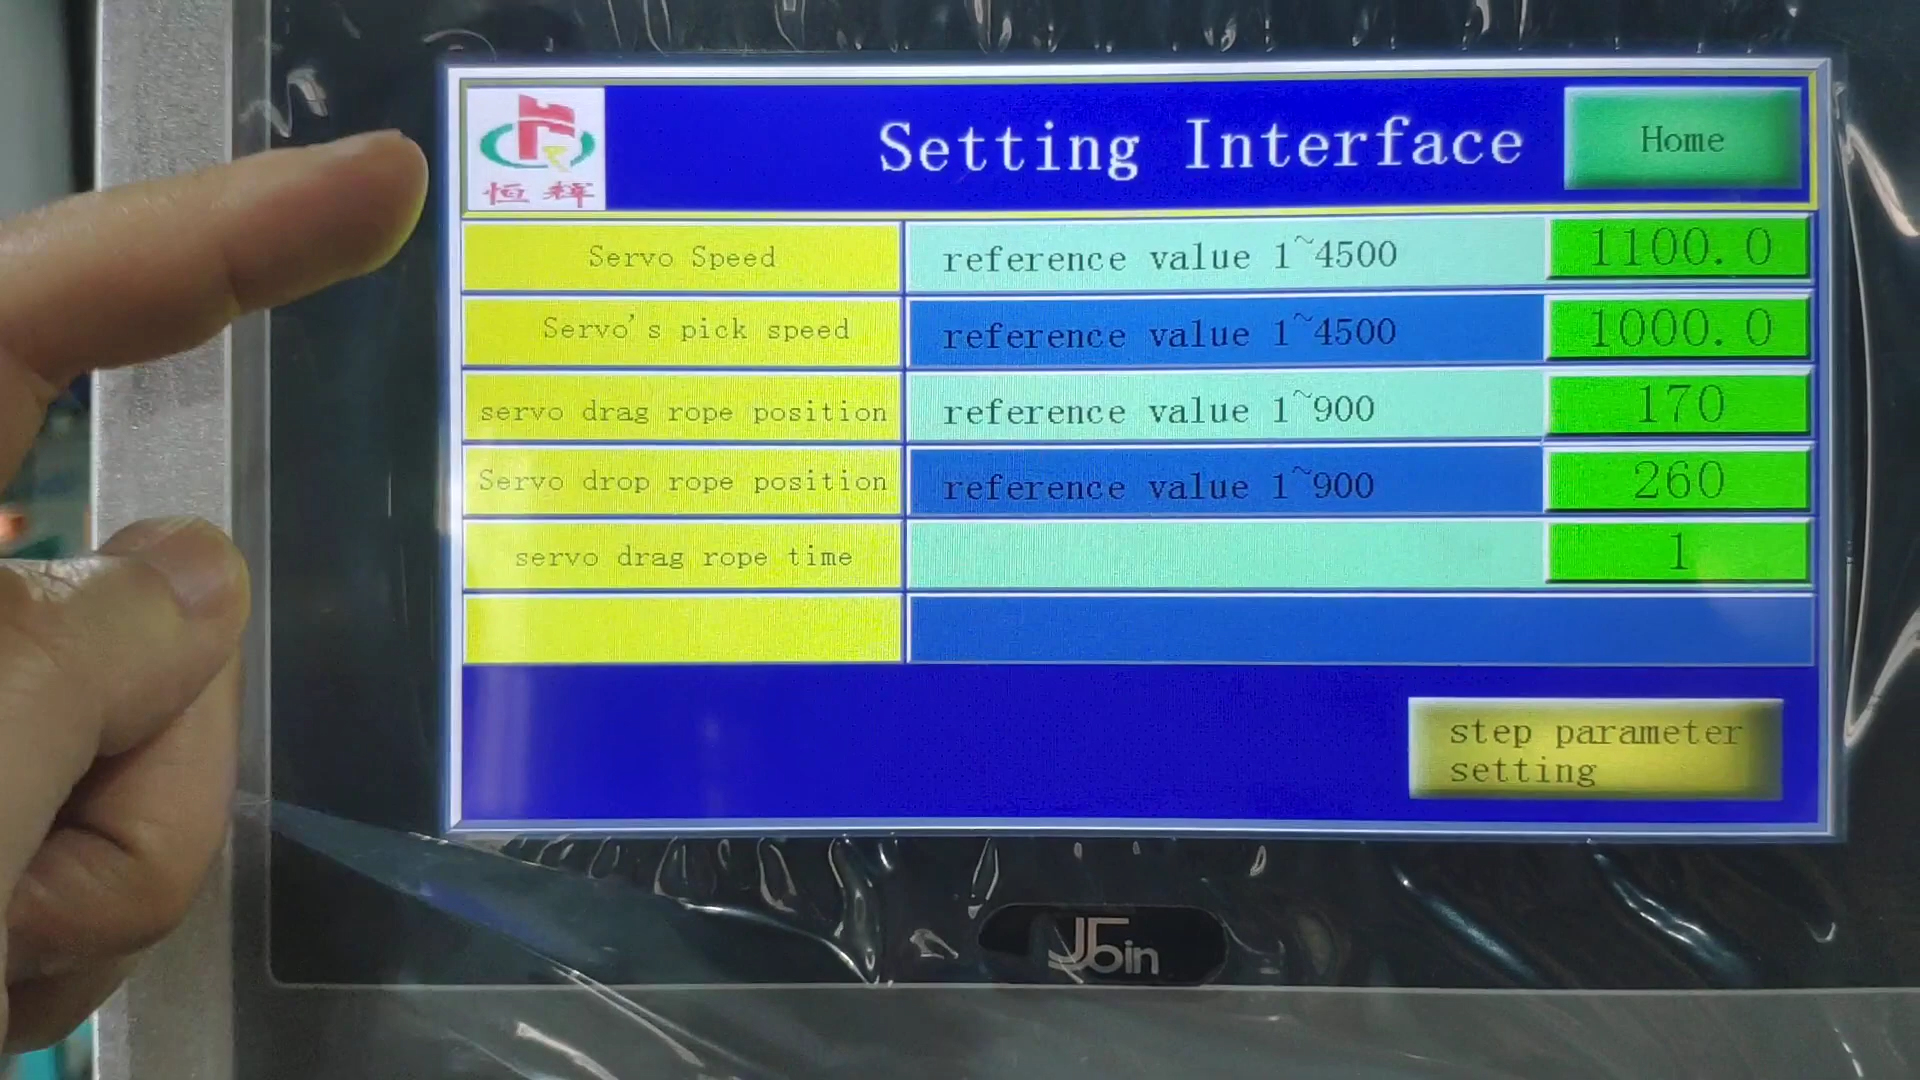 恒辉
Setting Interface
Home
Servo Speed
reference value 1~4500
1100.0
Servo's pick speed
reference value 1~4500
1000.0
servo drag rope position
reference value 1~900
170
Servo drop rope position
reference value 1~900
260
servo drag rope time
1
step parameter
setting
JCoin